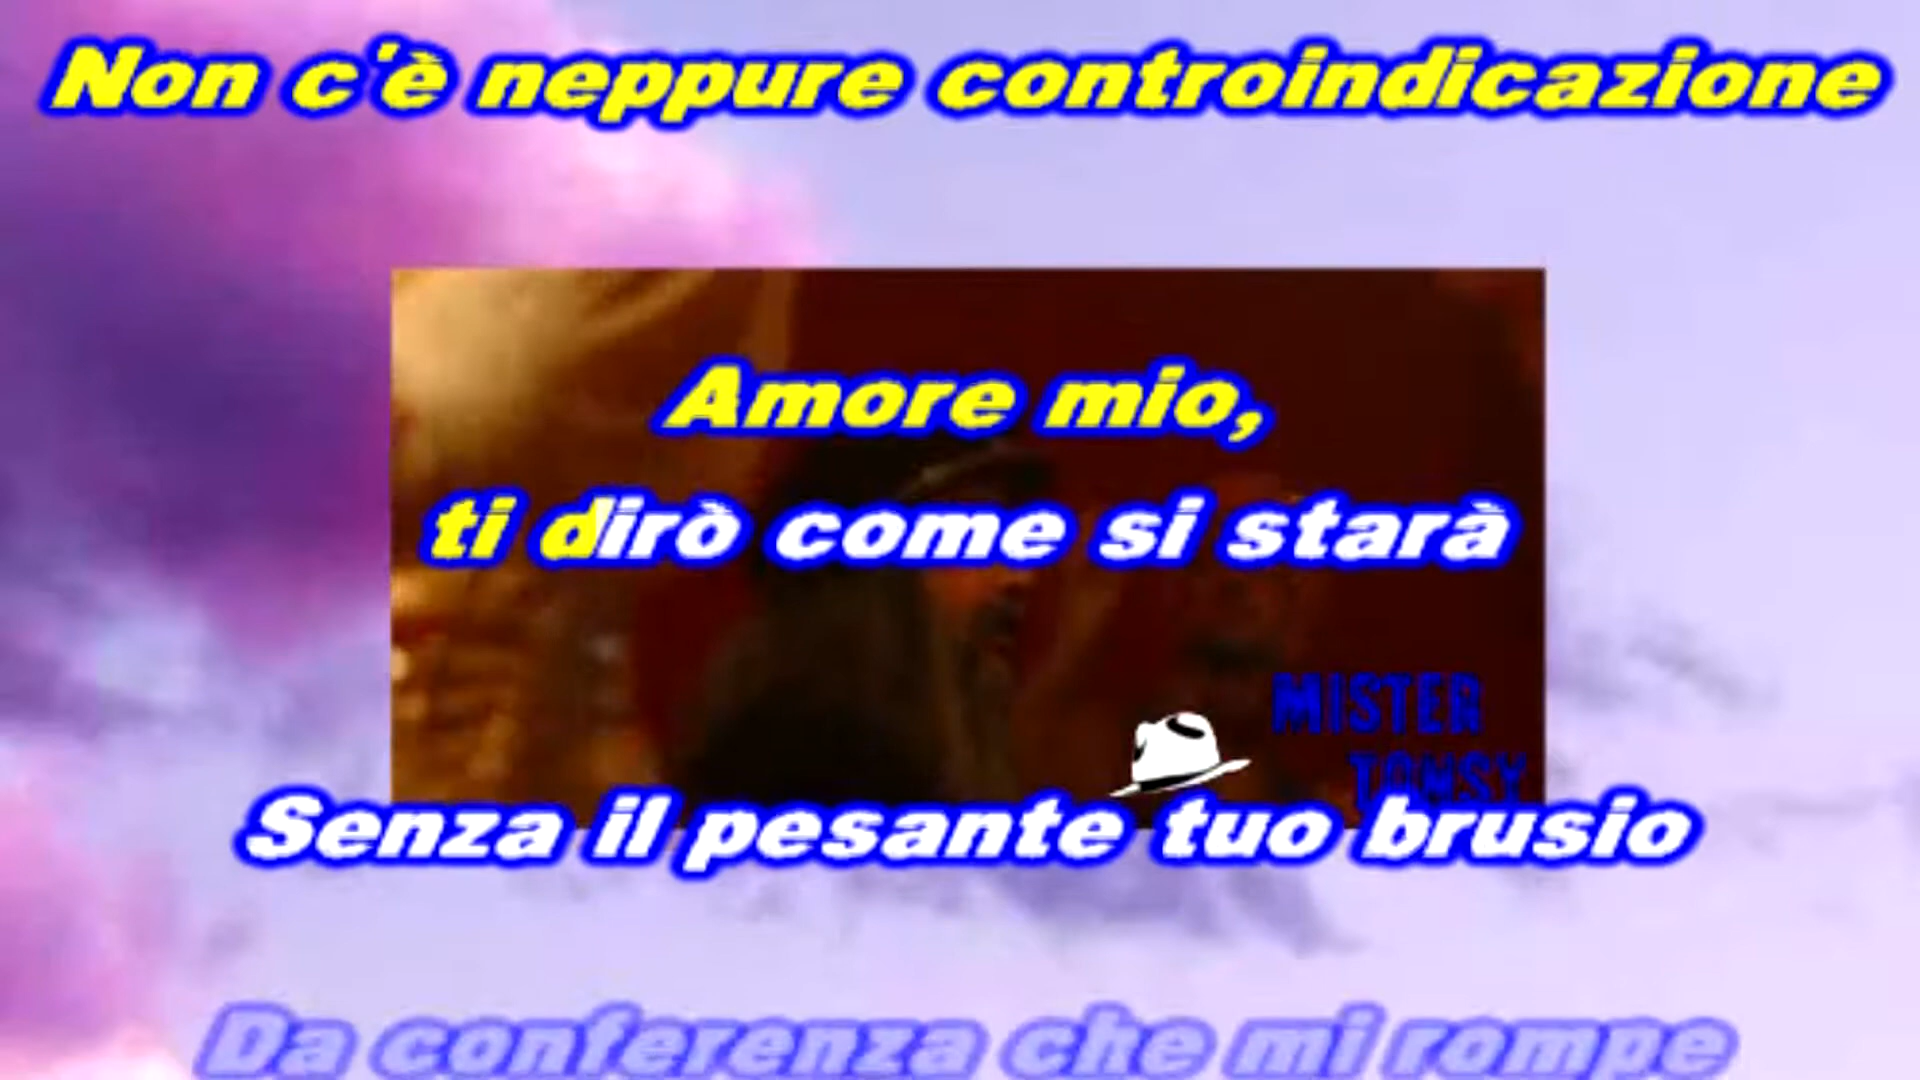 Non c'è neppure controindicazione
Amore mio,
ti dirò come si starà
MISTER
TOMSY
Senza il pesante tuo brusio
Da conferenza che mi rompe